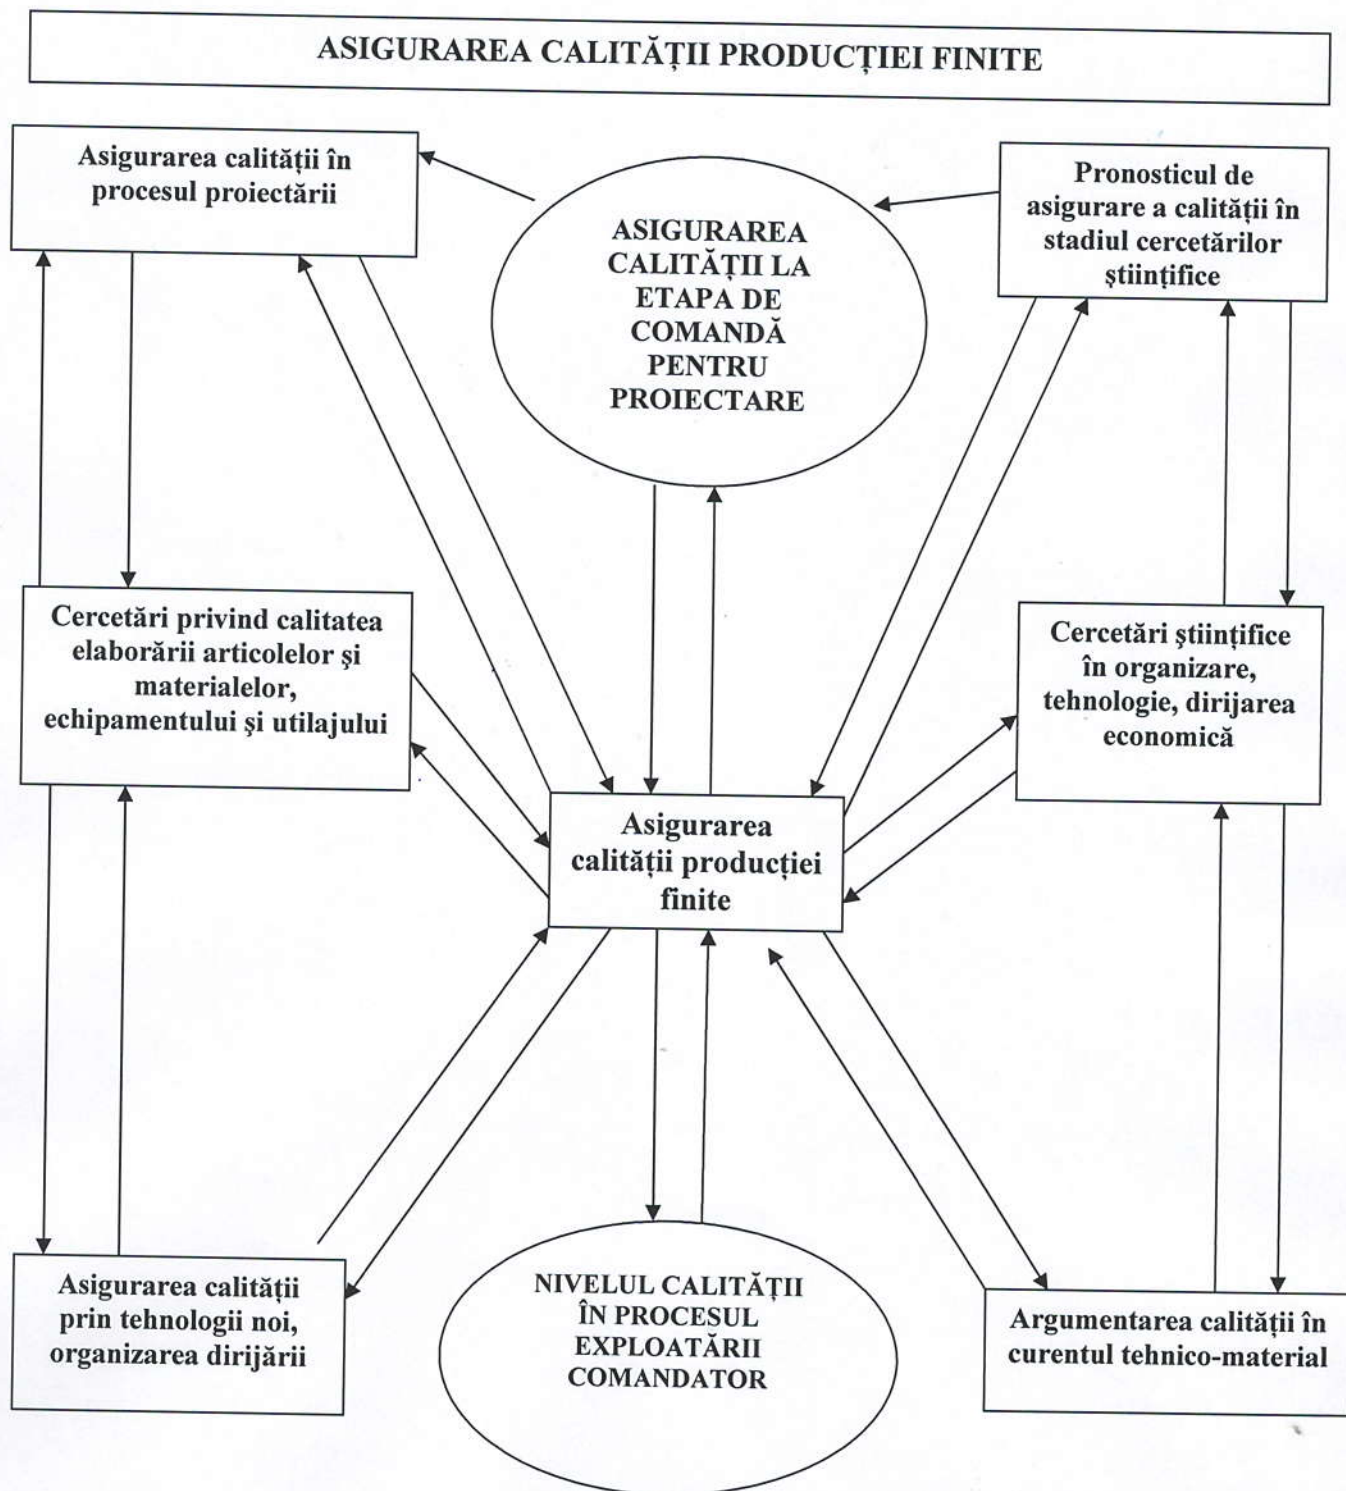 ASIGURAREA CALITĂȚII PRODUCȚIEI FINITE
Asigurarea calității în
procesul proiectării
ASIGURAREA
CALITĂȚII LA
ETAPA DE
COMANDĂ
PENTRU
PROIECTARE
Pronosticul de
asigurare a calității în
stadiul cercetărilor
științifice
Cercetări privind calitatea
elaborării articolelor şi
materialelor,
echipamentului şi utilajului
Cercetări ştiințifice
în organizare,
tehnologie, dirijarea
economică
Asigurarea
calității producției
finite
Asigurarea calității
prin tehnologii noi,
organizarea dirijării
NIVELUL CALITĂȚII
ÎN PROCESUL
EXPLOATĂRII
COMANDATOR
Argumentarea calității în
curentul tehnico-material